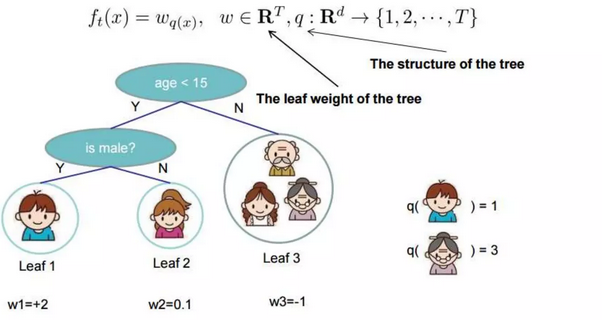 f_t(x) = w_{q(x)}, w ∈ R^T, q : R^d → {1, 2, ⋯ , T}
The structure of the tree
age < 15
The leaf weight of the tree
Y
N
is male?
Y
N
q( ) = 1
q( ) = 3
Leaf 1
Leaf 2
Leaf 3
w1=+2
w2=0.1
w3=-1